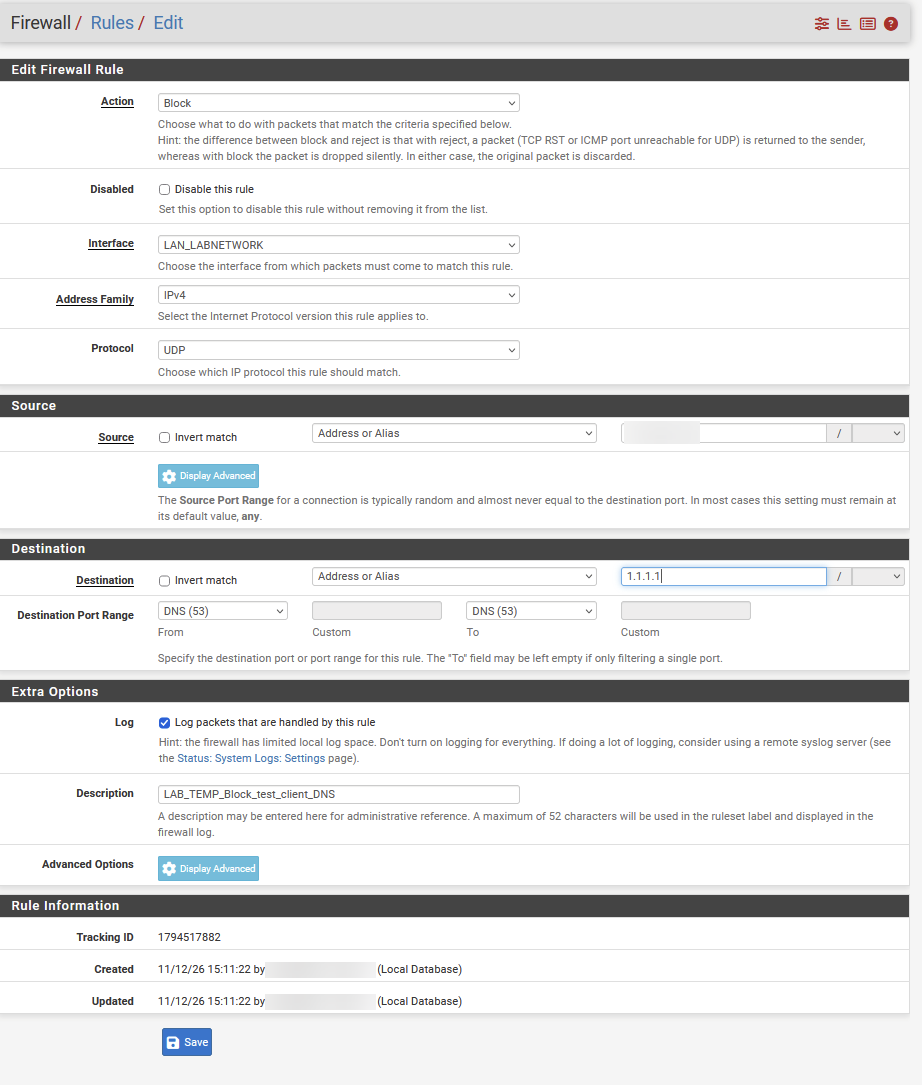 Firewall / Rules / Edit
Edit Firewall Rule
Action
Block
Choose what to do with packets that match the criteria specified below.
Hint: the difference between block and reject is that with reject, a packet (TCP RST or ICMP port unreachable for UDP) is returned to the sender,
whereas with block the packet is dropped silently. In either case, the original packet is discarded.
Disabled
Disable this rule
Set this option to disable this rule without removing it from the list.
Interface
LAN_LABNETWORK
Choose the interface from which packets must come to match this rule.
Address Family
IPv4
Select the Internet Protocol version this rule applies to.
Protocol
UDP
Choose which IP protocol this rule should match.
Source
Source
Invert match
Address or Alias
/
Display Advanced
The Source Port Range for a connection is typically random and almost never equal to the destination port. In most cases this setting must remain at
its default value, any.
Destination
Destination
Invert match
Address or Alias
1.1.1.1
/
Destination Port Range
DNS (53)
DNS (53)
From
Custom
To
Custom
Specify the destination port or port range for this rule. The "To" field may be left empty if only filtering a single port.
Extra Options
Log
Log packets that are handled by this rule
Hint: the firewall has limited local log space. Don't turn on logging for everything. If doing a lot of logging, consider using a remote syslog server (see
the Status: System Logs: Settings page).
Description
LAB_TEMP_Block_test_client_DNS
A description may be entered here for administrative reference. A maximum of 52 characters will be used in the ruleset label and displayed in the
firewall log.
Advanced Options
Display Advanced
Rule Information
Tracking ID
1794517882
Created
11/12/26 15:11:22 by (Local Database)
Updated
11/12/26 15:11:22 by (Local Database)
Save